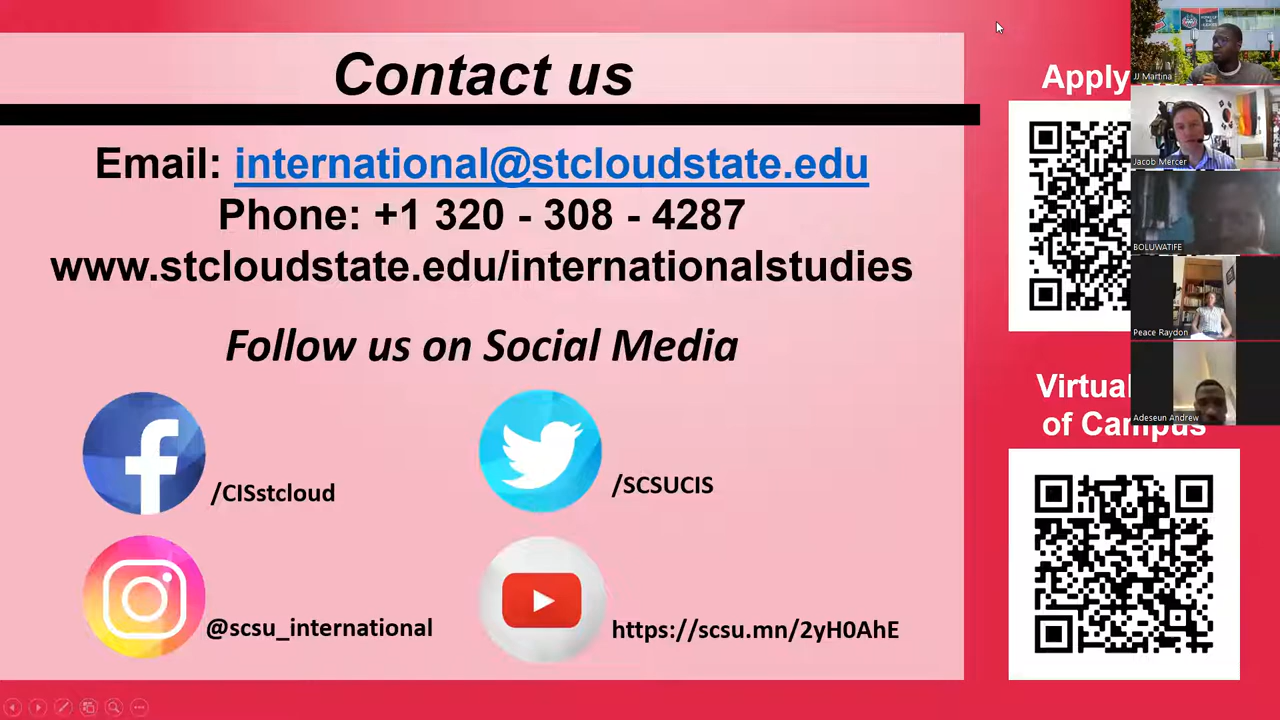 Contact us
Email: international@stcloudstate.edu
Phone: +1 320 - 308 - 4287
www.stcloudstate.edu/internationalstudies
Follow us on Social Media
/CISstcloud
/SCSUCIS
@scsu_international
https://scsu.mn/2yH0AhE
Apply
Virtual
of Campus
JJ Martina
Jacob Mercer
BOLUWATIFE
Peace Raydon
Adeseun Andrew